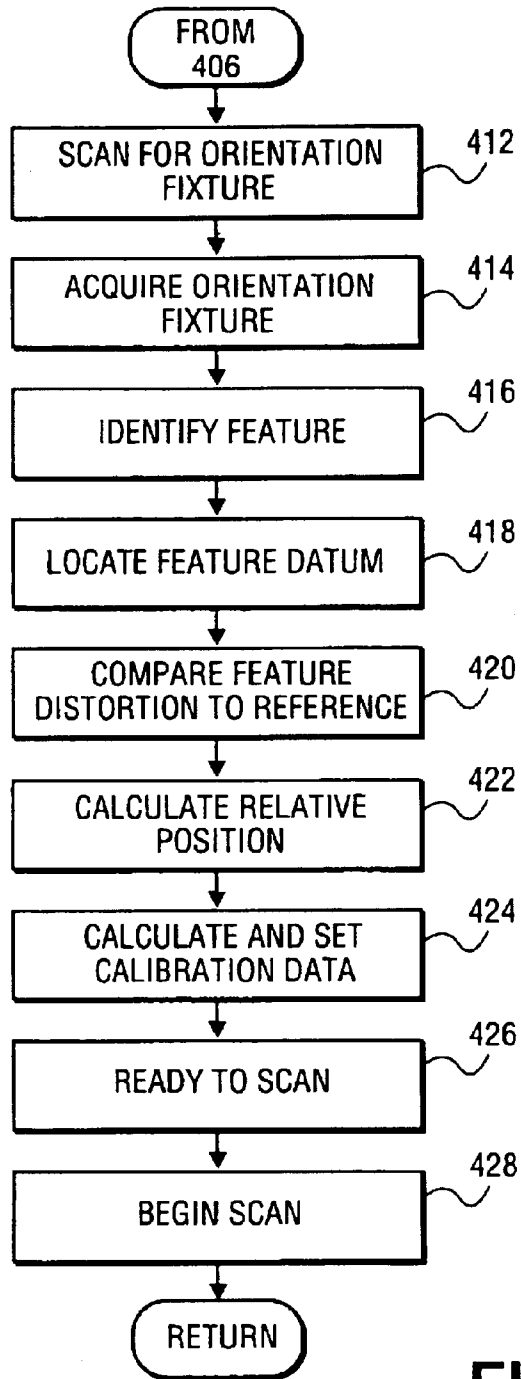 FROM
406
SCAN FOR ORIENTATION
FIXTURE
412
ACQUIRE ORIENTATION
FIXTURE
414
IDENTIFY FEATURE
416
LOCATE FEATURE DATUM
418
COMPARE FEATURE
DISTORTION TO REFERENCE
420
CALCULATE RELATIVE
POSITION
422
CALCULATE AND SET
CALIBRATION DATA
424
READY TO SCAN
426
BEGIN SCAN
428
RETURN